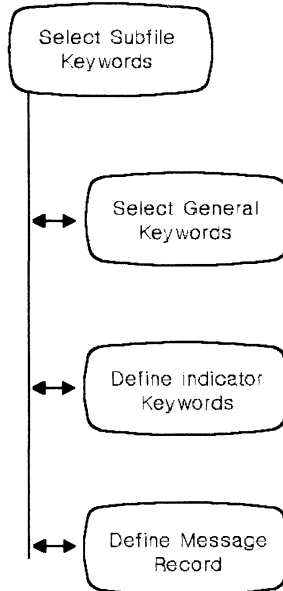 Select Subfile
Keywords
Select General
Keywords
Define indicator
Keywords
Define Message
Record